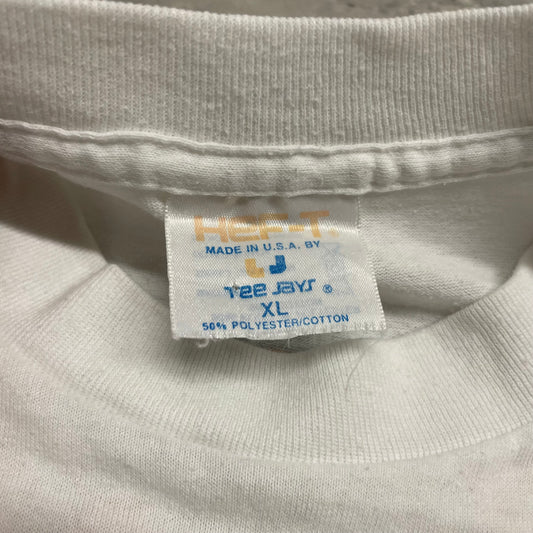 HEF-T.
MADE IN U.S.A. BY
Tee Jays ®
XL
50% POLYESTER/COTTON